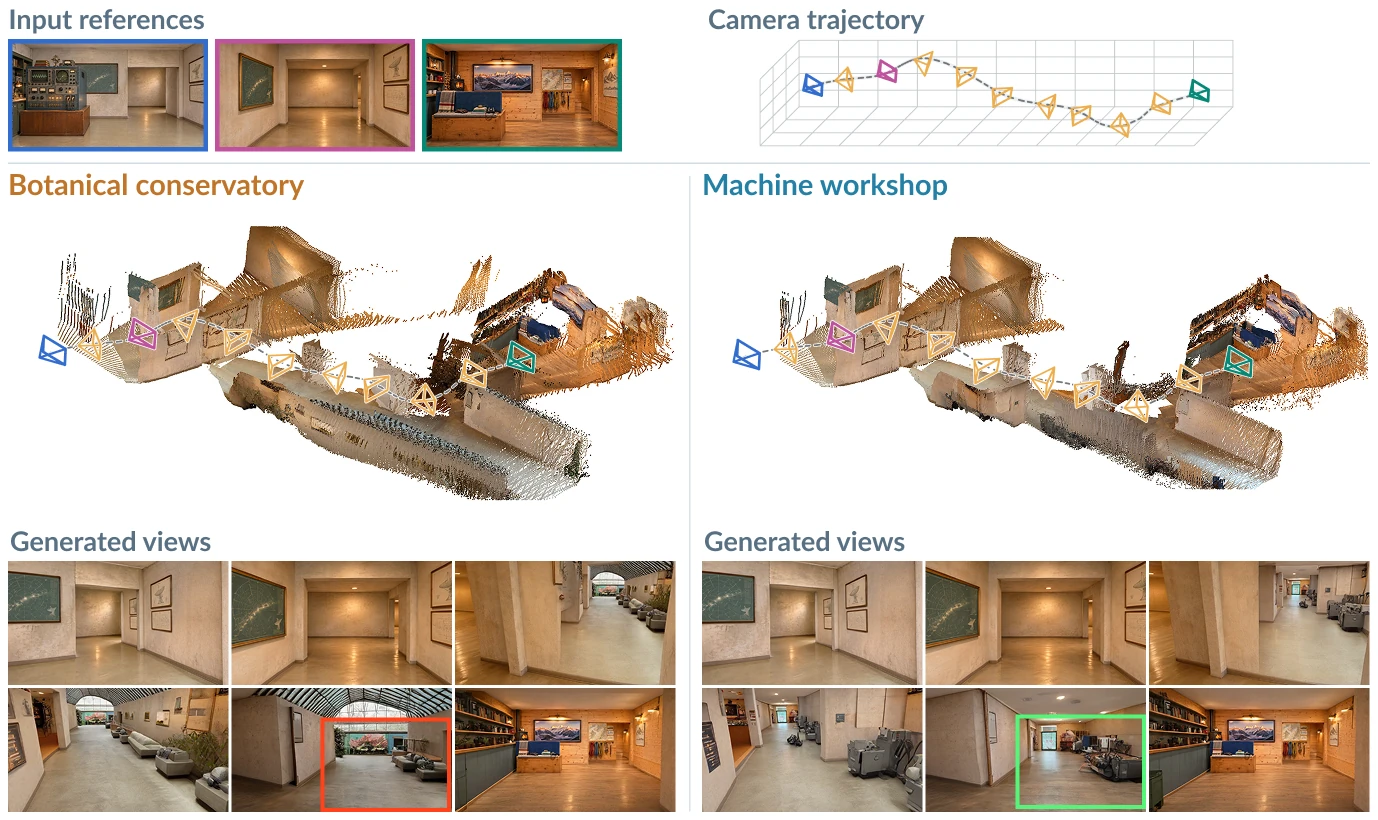 Input references
Camera trajectory
Botanical conservatory
Machine workshop
Generated views
Generated views